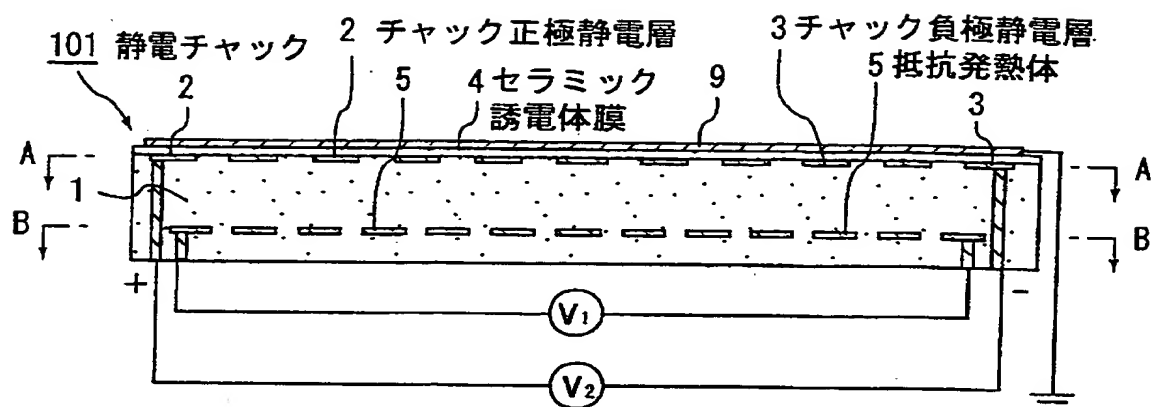 101 静電チャック
2 チャック正極静電層
3 チャック負極静電層
2
5
4 セラミック
誘電体膜
9
5 抵抗発熱体
3
A
A
1
B
B
+
-
V1
V2